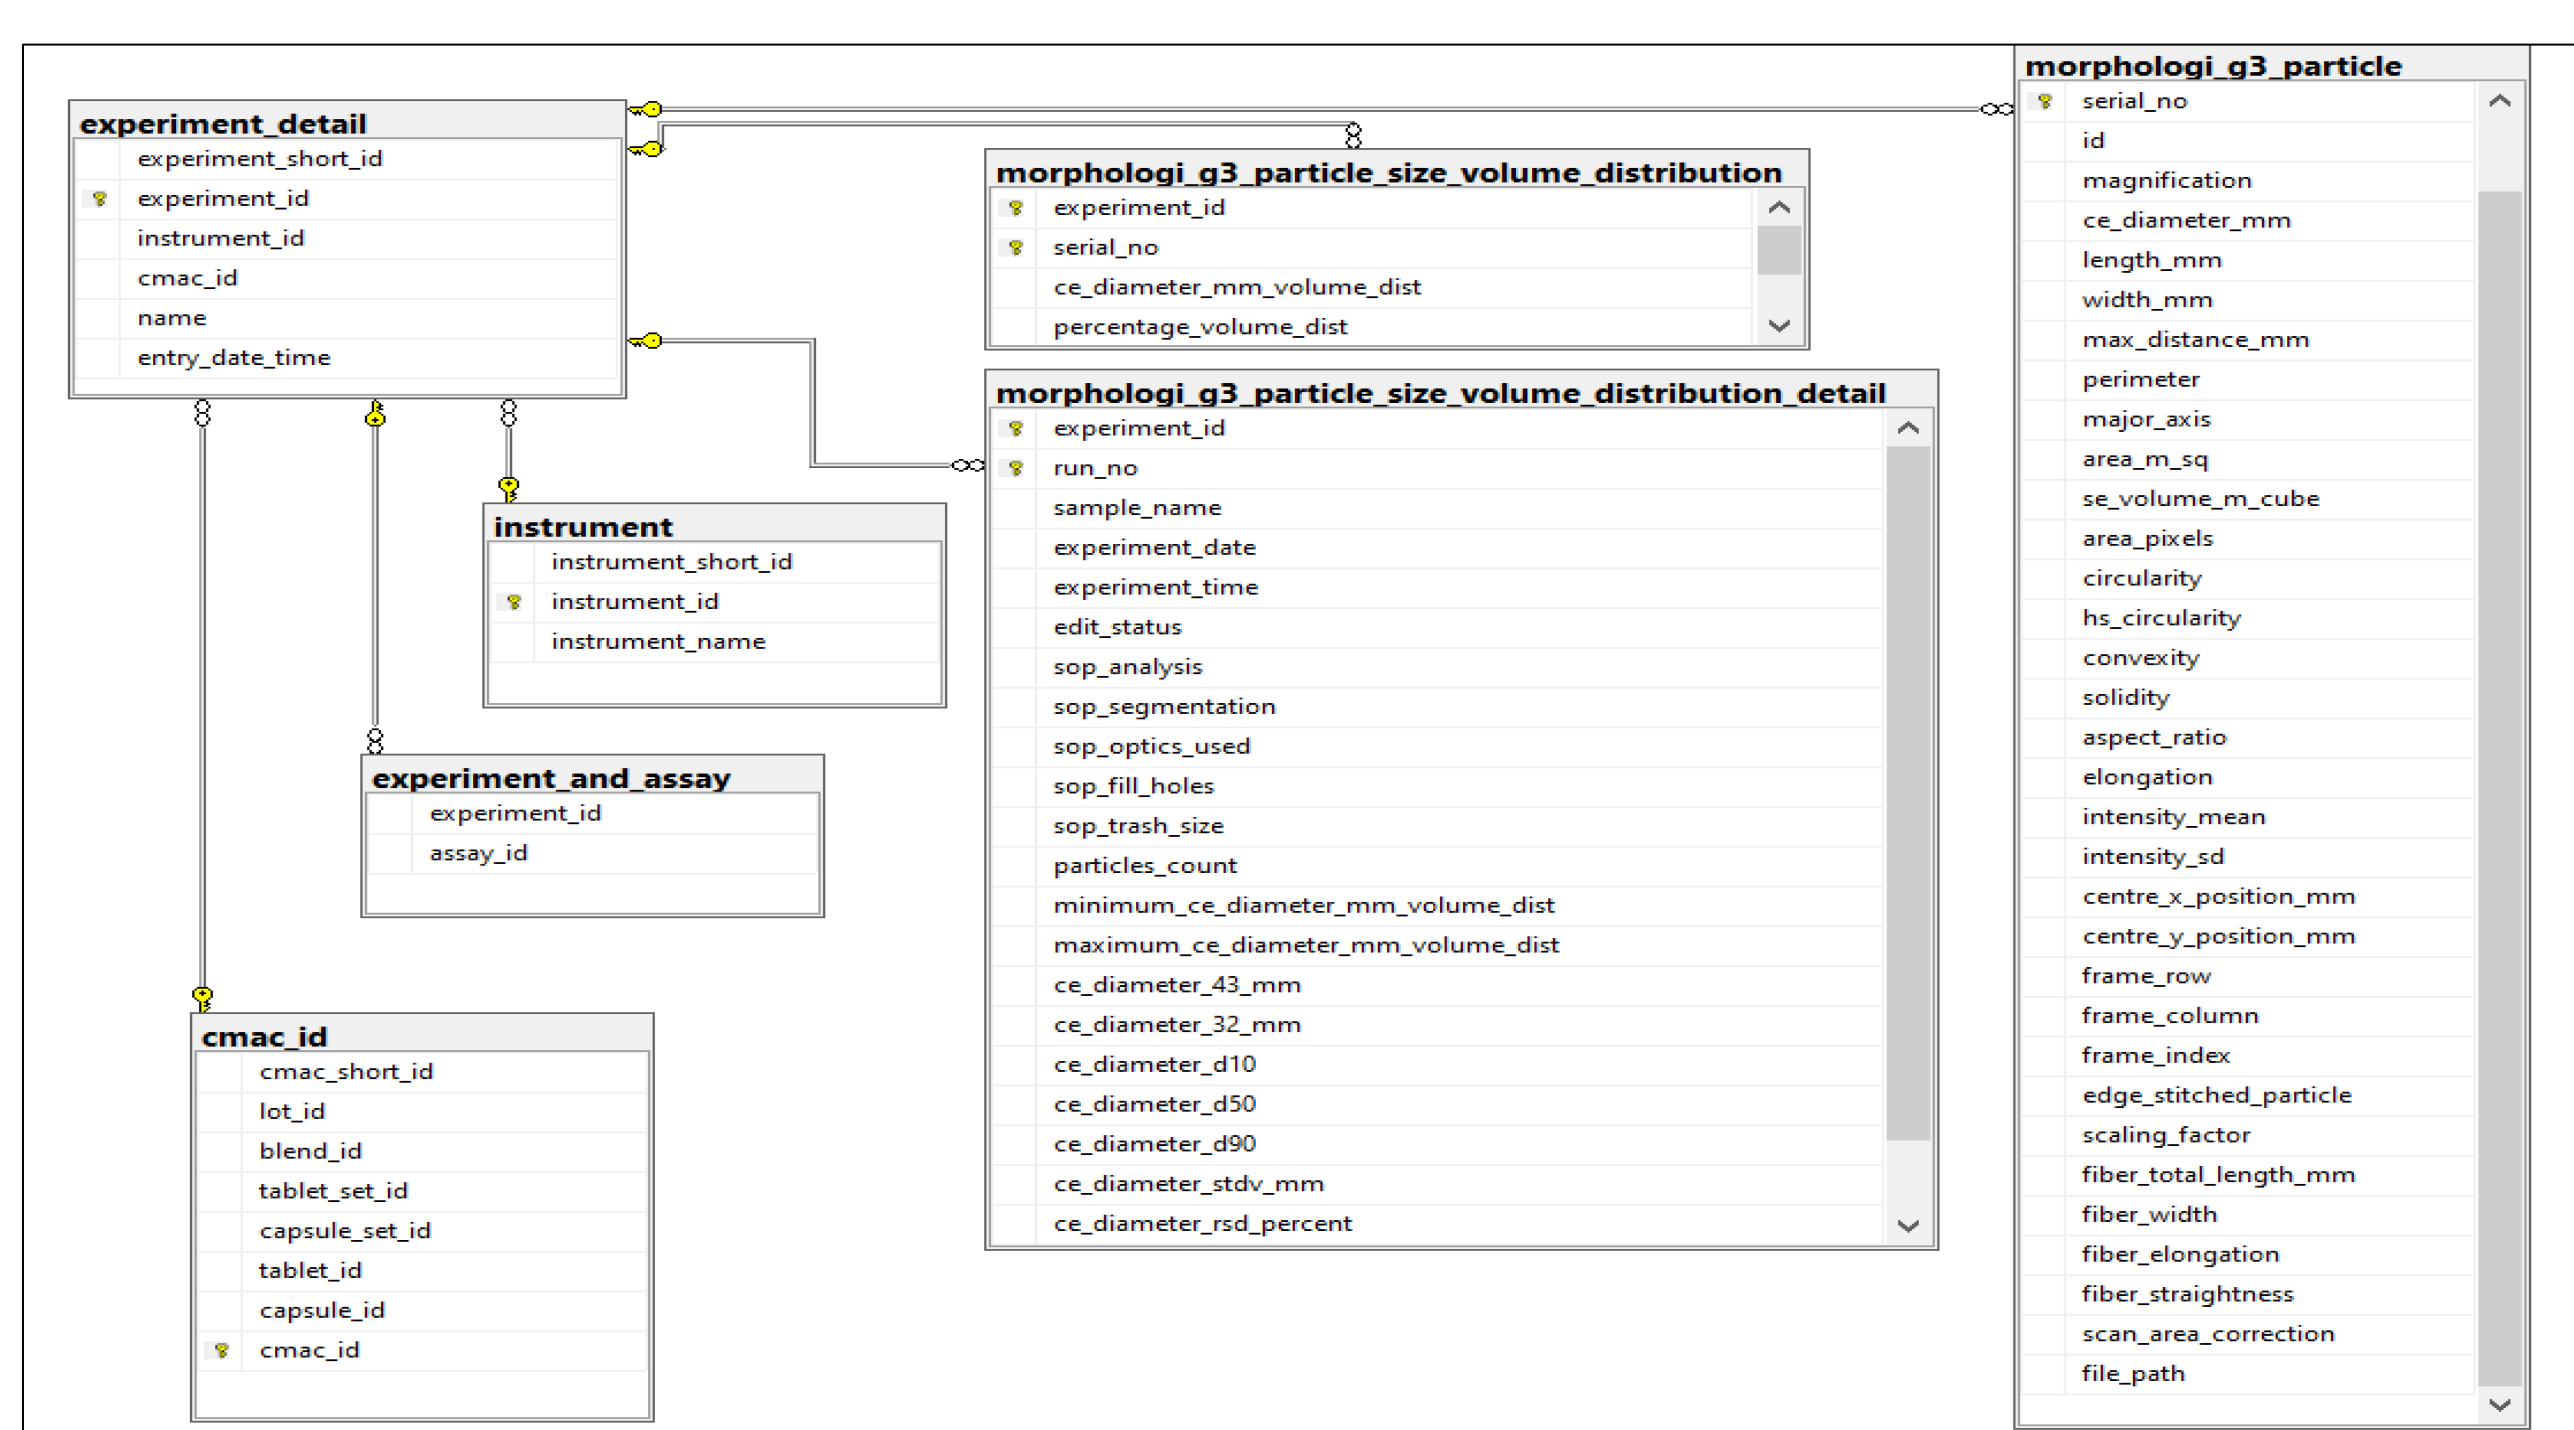 experiment_detail
experiment_short_id
experiment_id
instrument_id
cmac_id
name
entry_date_time
instrument
instrument_short_id
instrument_id
instrument_name
experiment_and_assay
experiment_id
assay_id
cmac_id
cmac_short_id
lot_id
blend_id
tablet_set_id
capsule_set_id
tablet_id
capsule_id
cmac_id
morphologi_g3_particle_size_volume_distribution
experiment_id
serial_no
ce_diameter_mm_volume_dist
percentage_volume_dist
morphologi_g3_particle_size_volume_distribution_detail
experiment_id
run_no
sample_name
experiment_date
experiment_time
edit_status
sop_analysis
sop_segmentation
sop_optics_used
sop_fill_holes
sop_trash_size
particles_count
minimum_ce_diameter_mm_volume_dist
maximum_ce_diameter_mm_volume_dist
ce_diameter_43_mm
ce_diameter_32_mm
ce_diameter_d10
ce_diameter_d50
ce_diameter_d90
ce_diameter_stdv_mm
ce_diameter_rsd_percent
morphologi_g3_particle
serial_no
id
magnification
ce_diameter_mm
length_mm
width_mm
max_distance_mm
perimeter
major_axis
area_m_sq
se_volume_m_cube
area_pixels
circularity
hs_circularity
convexity
solidity
aspect_ratio
elongation
intensity_mean
intensity_sd
centre_x_position_mm
centre_y_position_mm
frame_row
frame_column
frame_index
edge_stitched_particle
scaling_factor
fiber_total_length_mm
fiber_width
fiber_elongation
fiber_straightness
scan_area_correction
file_path